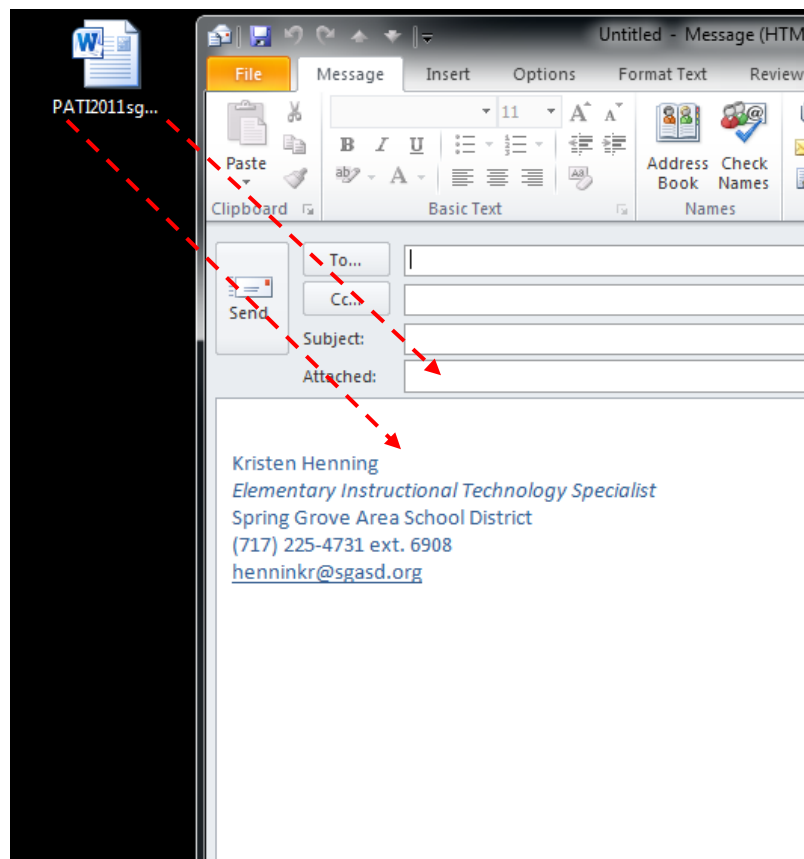 PATI2011sg...
Untitled - Message (HTM
File Message Insert Options Format Text Review
Paste
Clipboard
11
B I U
Basic Text
Address Book
Check Names
Names
Send
To...
Cc...
Subject:
Attached:
Kristen Henning
Elementary Instructional Technology Specialist
Spring Grove Area School District
(717) 225-4731 ext. 6908
henninkr@sgasd.org